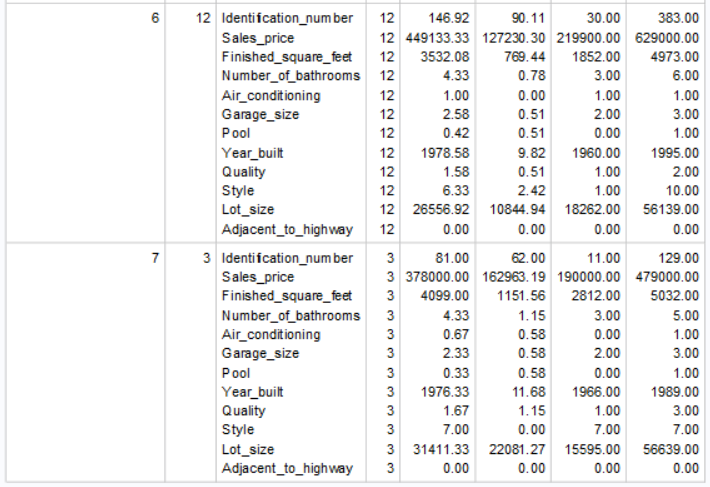 6 12 Identification_number 12 146.92 90.11 30.00 383.00
Sales_price 12 449133.33 127230.30 219900.00 629000.00
Finished_square_feet 12 3532.08 769.44 1852.00 4973.00
Number_of_bathrooms 12 4.33 0.78 3.00 6.00
Air_conditioning 12 1.00 0.00 1.00 1.00
Garage_size 12 2.58 0.51 2.00 3.00
Pool 12 0.42 0.51 0.00 1.00
Year_built 12 1978.58 9.82 1960.00 1995.00
Quality 12 1.58 0.51 1.00 2.00
Style 12 6.33 2.42 1.00 10.00
Lot_size 12 26556.92 10844.94 18262.00 56139.00
Adjacent_to_highway 12 0.00 0.00 0.00 0.00
7 3 Identification_number 3 81.00 62.00 11.00 129.00
Sales_price 3 378000.00 162963.19 190000.00 479000.00
Finished_square_feet 3 4099.00 1151.56 2812.00 5032.00
Number_of_bathrooms 3 4.33 1.15 3.00 5.00
Air_conditioning 3 0.67 0.58 0.00 1.00
Garage_size 3 2.33 0.58 2.00 3.00
Pool 3 0.33 0.58 0.00 1.00
Year_built 3 1976.33 11.68 1966.00 1989.00
Quality 3 1.67 1.15 1.00 3.00
Style 3 7.00 0.00 7.00 7.00
Lot_size 3 31411.33 22081.27 15595.00 56639.00
Adjacent_to_highway 3 0.00 0.00 0.00 0.00